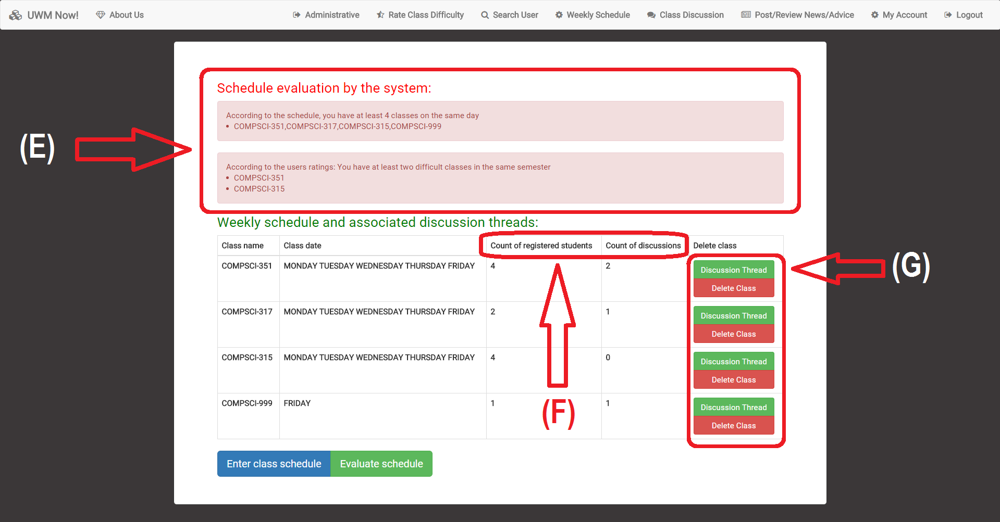 UWM Now! About Us Administrative Rate Class Difficulty Search User Weekly Schedule Class Discussion Post/Review News/Advice My Account Logout
Schedule evaluation by the system:
According to the schedule, you have at least 4 classes on the same day
• COMPSCI-351,COMPSCI-317,COMPSCI-315,COMPSCI-999
(E)
According to the users ratings: You have at least two difficult classes in the same semester
• COMPSCI-351
• COMPSCI-315
Weekly schedule and associated discussion threads:
Class name Class date Count of registered students Count of discussions Delete class
COMPSCI-351 MONDAY TUESDAY WEDNESDAY THURSDAY FRIDAY 4 2 Discussion Thread
Delete Class
(G)
COMPSCI-317 MONDAY TUESDAY WEDNESDAY THURSDAY FRIDAY 2 1 Discussion Thread
Delete Class
COMPSCI-315 MONDAY TUESDAY WEDNESDAY THURSDAY FRIDAY 4 0 Discussion Thread
Delete Class
COMPSCI-999 FRIDAY 1 1 Discussion Thread
Delete Class
(F)
Enter class schedule Evaluate schedule